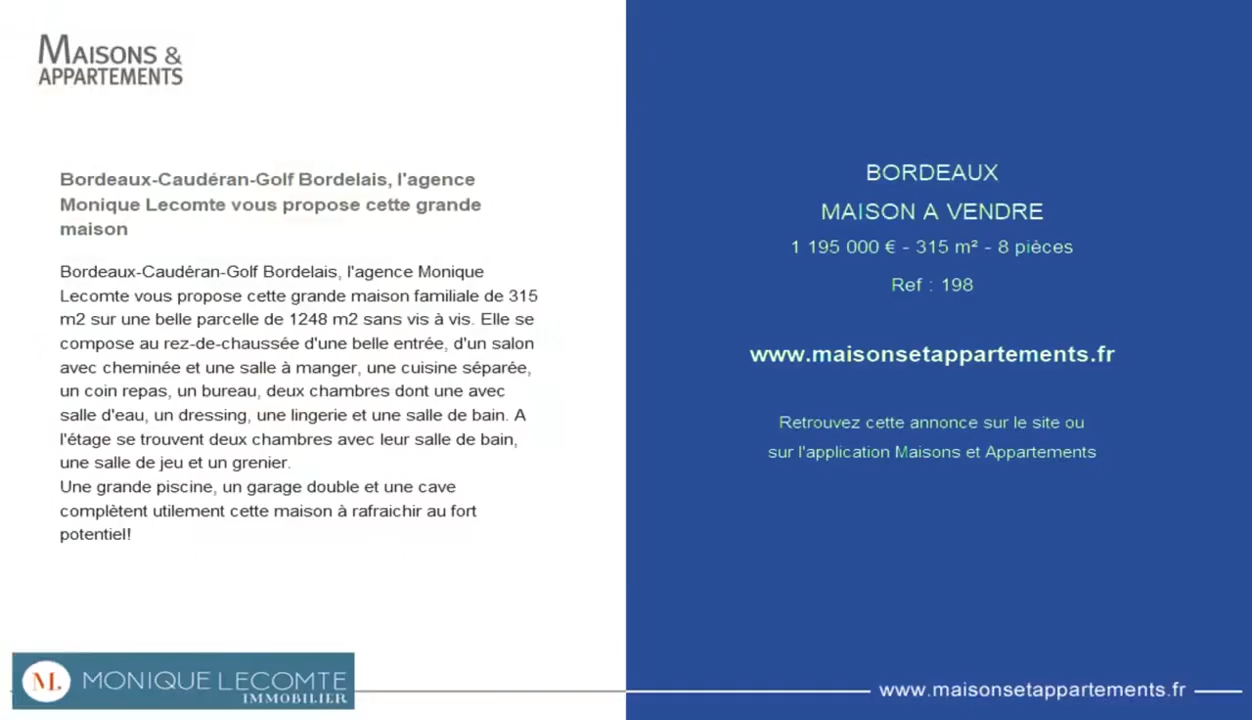 MAISONS &
APPARTEMENTS
Bordeaux-Caudéran-Golf Bordelais, l'agence
Monique Lecomte vous propose cette grande
maison
Bordeaux-Caudéran-Golf Bordelais, l'agence Monique
Lecomte vous propose cette grande maison familiale de 315
m2 sur une belle parcelle de 1248 m2 sans vis à vis. Elle se
compose au rez-de-chaussée d'une belle entrée, d'un salon
avec cheminée et une salle à manger, une cuisine séparée,
un coin repas, un bureau, deux chambres dont une avec
salle d'eau, un dressing, une lingerie et une salle de bain. A
l'étage se trouvent deux chambres avec leur salle de bain,
une salle de jeu et un grenier.
Une grande piscine, un garage double et une cave
complètent utilement cette maison à rafraichir au fort
potentiel!
M. MONIQUE LECOMTE
IMMOBILIER
BORDEAUX
MAISON A VENDRE
1 195 000 € - 315 m² - 8 pièces
Ref : 198
www.maisonsetappartements.fr
Retrouvez cette annonce sur le site ou
sur l'application Maisons et Appartements
www.maisonsetappartements.fr